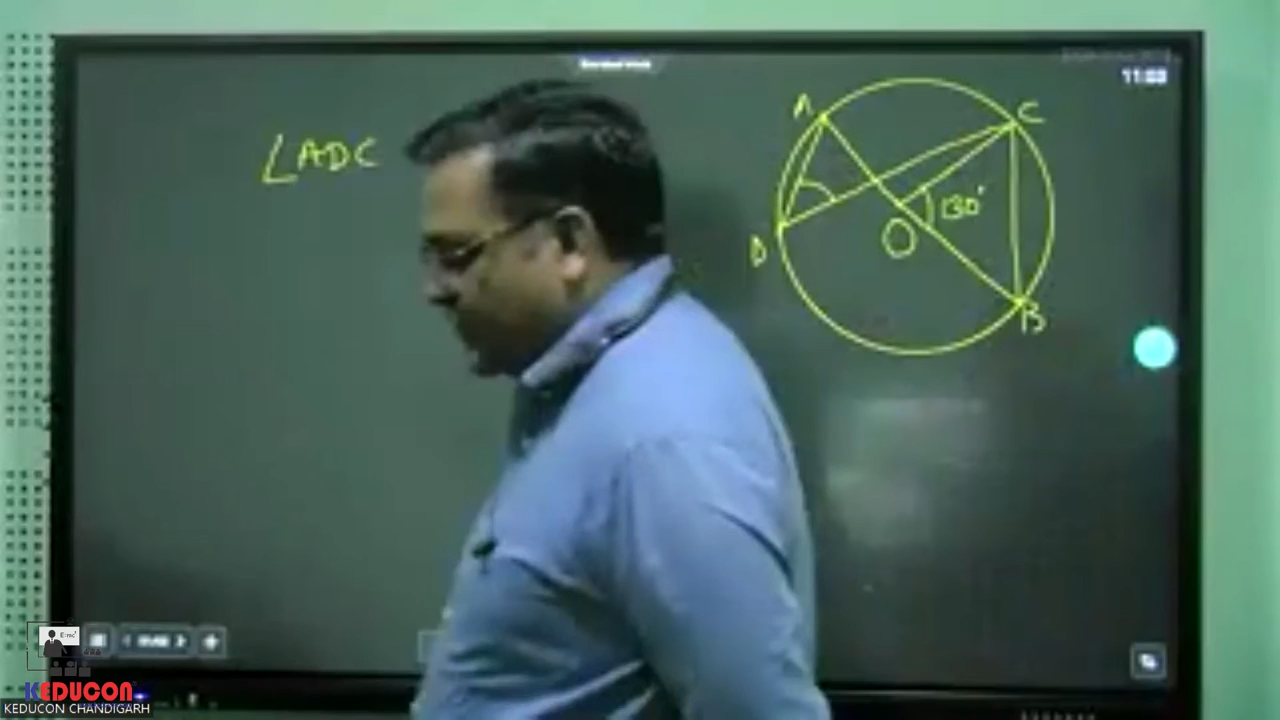 11:03
∠ADC
A
C
130°
O
D
B
KEDUCON
KEDUCON CHANDIGARH